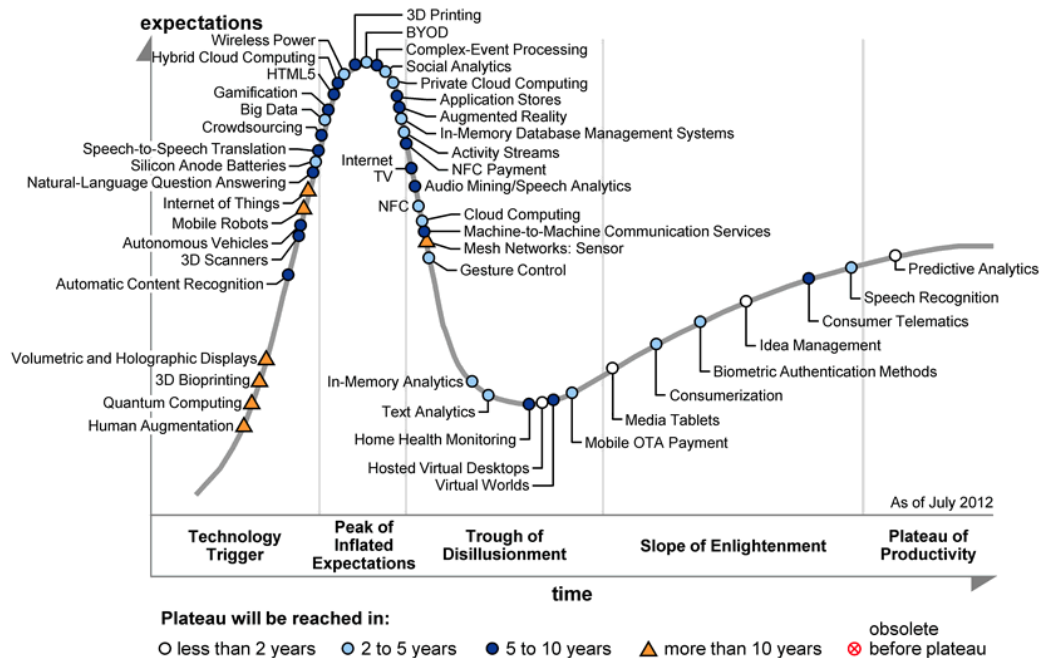 expectations
3D Printing
BYOD
Wireless Power
Complex-Event Processing
Hybrid Cloud Computing
Social Analytics
HTML5
Private Cloud Computing
Gamification
Application Stores
Big Data
Augmented Reality
Crowdsourcing
In-Memory Database Management Systems
Speech-to-Speech Translation
Activity Streams
Silicon Anode Batteries
Internet
TV
NFC Payment
Natural-Language Question Answering
Audio Mining/Speech Analytics
Internet of Things
NFC
Mobile Robots
Cloud Computing
Autonomous Vehicles
Machine-to-Machine Communication Services
3D Scanners
Mesh Networks: Sensor
Automatic Content Recognition
Gesture Control
Predictive Analytics
Speech Recognition
Consumer Telematics
Idea Management
Volumetric and Holographic Displays
Biometric Authentication Methods
3D Bioprinting
In-Memory Analytics
Consumerization
Quantum Computing
Text Analytics
Media Tablets
Human Augmentation
Home Health Monitoring
Mobile OTA Payment
Hosted Virtual Desktops
Virtual Worlds
As of July 2012
Technology
Trigger
Peak of
Inflated
Expectations
Trough of
Disillusionment
Slope of Enlightenment
Plateau of
Productivity
time
Plateau will be reached in:
less than 2 years
2 to 5 years
5 to 10 years
more than 10 years
obsolete
before plateau